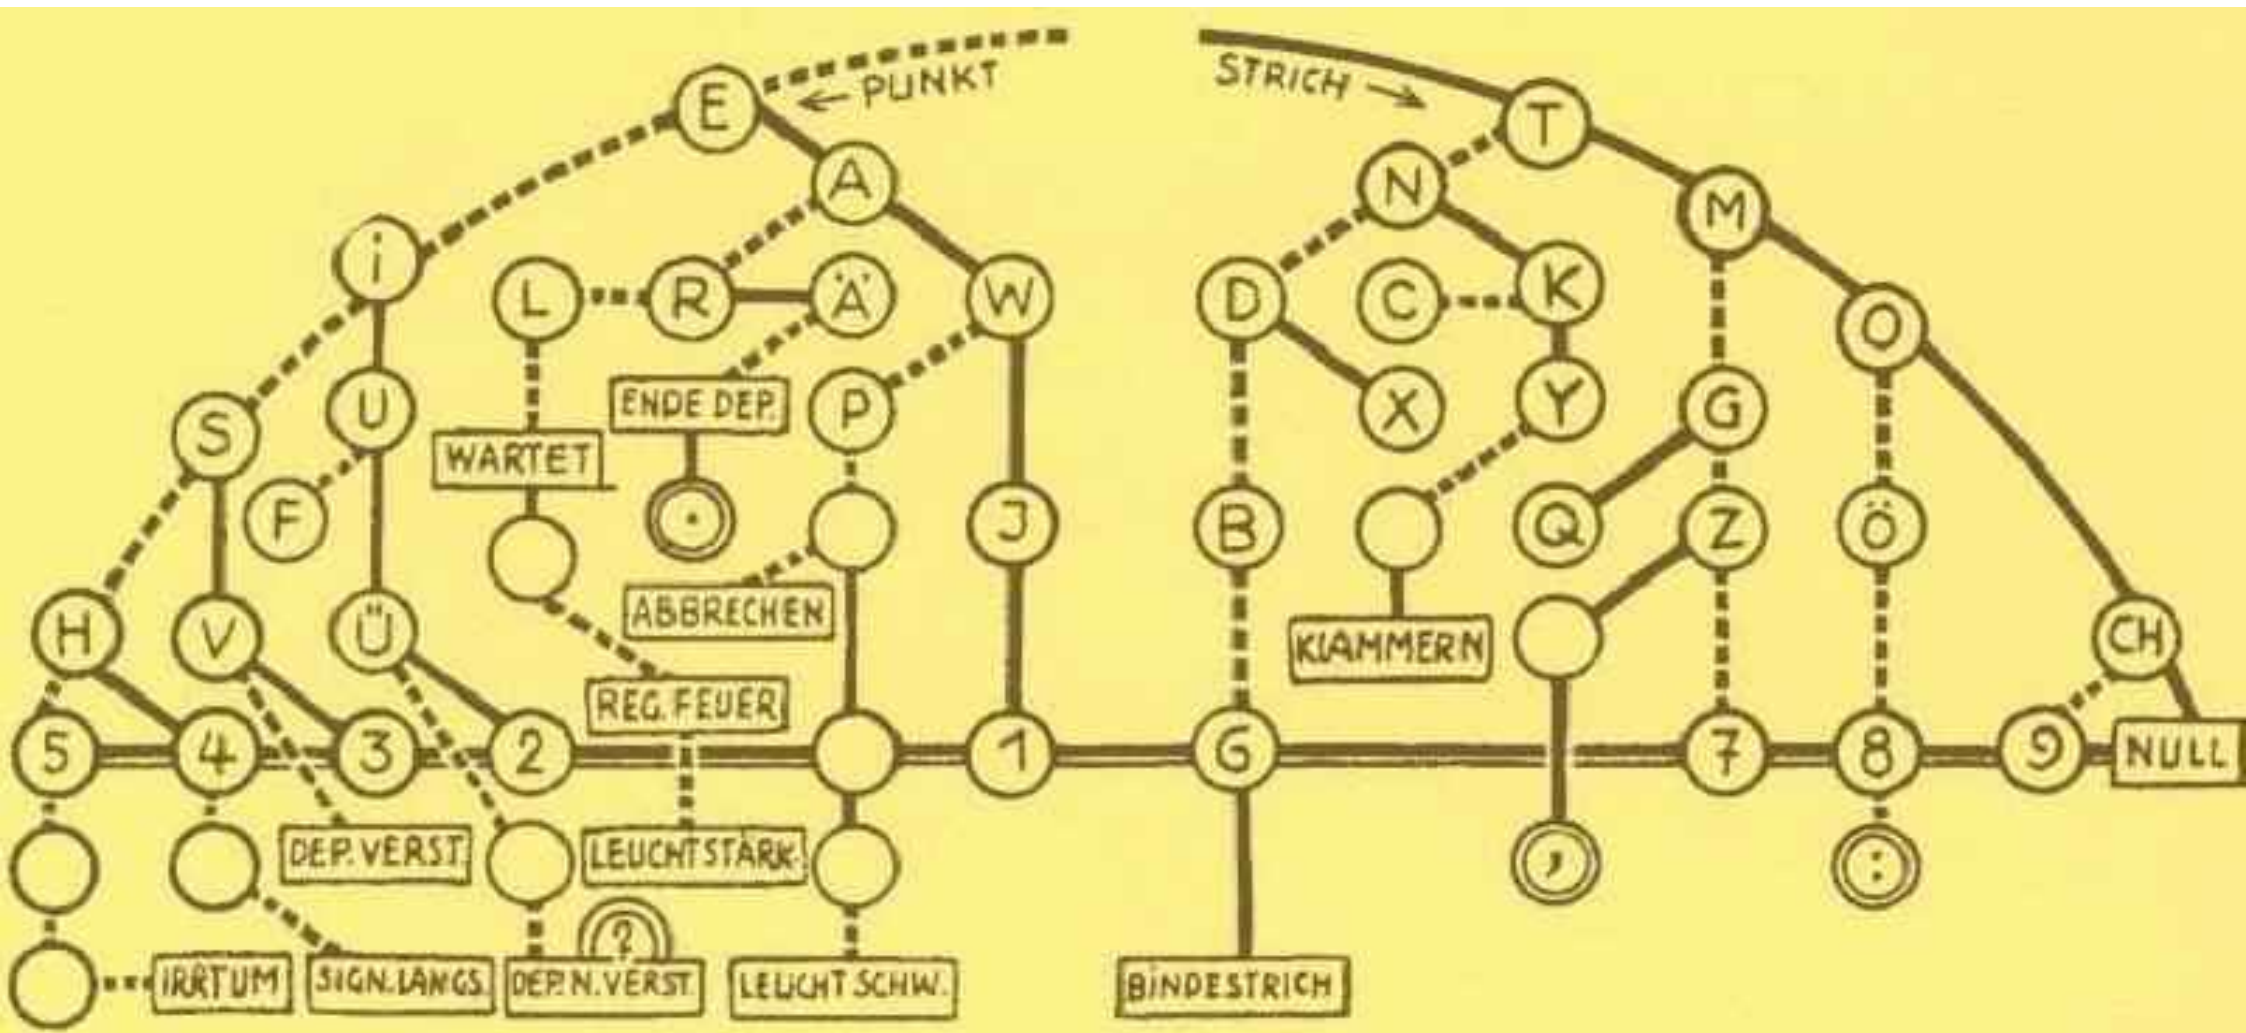 ← PUNKT
STRICH →
E
T
A
N
M
i
L
R
Ä
W
D
C
K
O
S
U
ENDE DEP.
P
X
Y
G
WARTET
F
.
J
B
Q
Z
Ö
H
V
Ü
ABBRECHEN
KLAMMERN
CH
REG. FEUER
5
4
3
2
1
6
7
8
9
NULL
DEP. VERST.
LEUCHTSTÄRK.
,
:
?
IRRTUM
SIGN. LANGS.
DEP. N. VERST.
LEUCHT SCHW.
BINDESTRICH